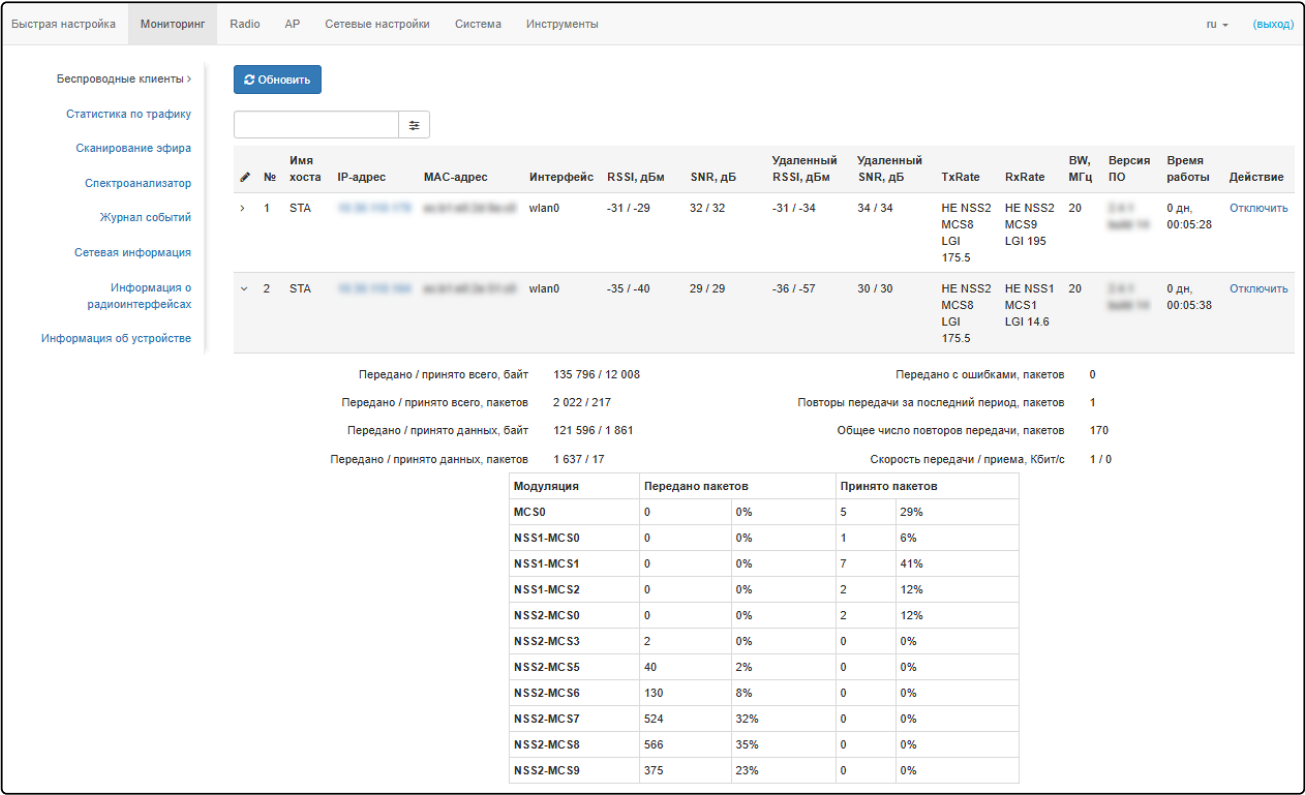 Быстрая настройка Мониторинг Radio AP Сетевые настройки Система Инструменты ru (выход)
Беспроводные клиенты >
Статистика по трафику
Сканирование эфира
Спектроанализатор
Журнал событий
Сетевая информация
Информация о
радиоинтерфейсах
Информация об устройстве
Обновить
№ Имя хоста IP-адрес MAC-адрес Интерфейс RSSI, дБм SNR, дБ Удаленный RSSI, дБм Удаленный SNR, дБ TxRate RxRate BW, МГц Версия ПО Время работы Действие
1 STA wlan0 -31 / -29 32 / 32 -31 / -34 34 / 34 HE NSS2 MCS8 LGI 175.5 HE NSS2 MCS9 LGI 195 20 0 дн, 00:05:28 Отключить
2 STA wlan0 -35 / -40 29 / 29 -36 / -57 30 / 30 HE NSS2 MCS8 LGI 175.5 HE NSS1 MCS1 LGI 14.6 20 0 дн, 00:05:38 Отключить
Передано / принято всего, байт 135 796 / 12 008 Передано с ошибками, пакетов 0
Передано / принято всего, пакетов 2 022 / 217 Повторы передачи за последний период, пакетов 1
Передано / принято данных, байт 121 596 / 1 861 Общее число повторов передачи, пакетов 170
Передано / принято данных, пакетов 1 637 / 17 Скорость передачи / приема, Кбит/с 1 / 0
Модуляция Передано пакетов Принято пакетов
MCS0 0 0% 5 29%
NSS1-MCS0 0 0% 1 6%
NSS1-MCS1 0 0% 7 41%
NSS1-MCS2 0 0% 2 12%
NSS2-MCS0 0 0% 2 12%
NSS2-MCS3 2 0% 0 0%
NSS2-MCS5 40 2% 0 0%
NSS2-MCS6 130 8% 0 0%
NSS2-MCS7 524 32% 0 0%
NSS2-MCS8 566 35% 0 0%
NSS2-MCS9 375 23% 0 0%